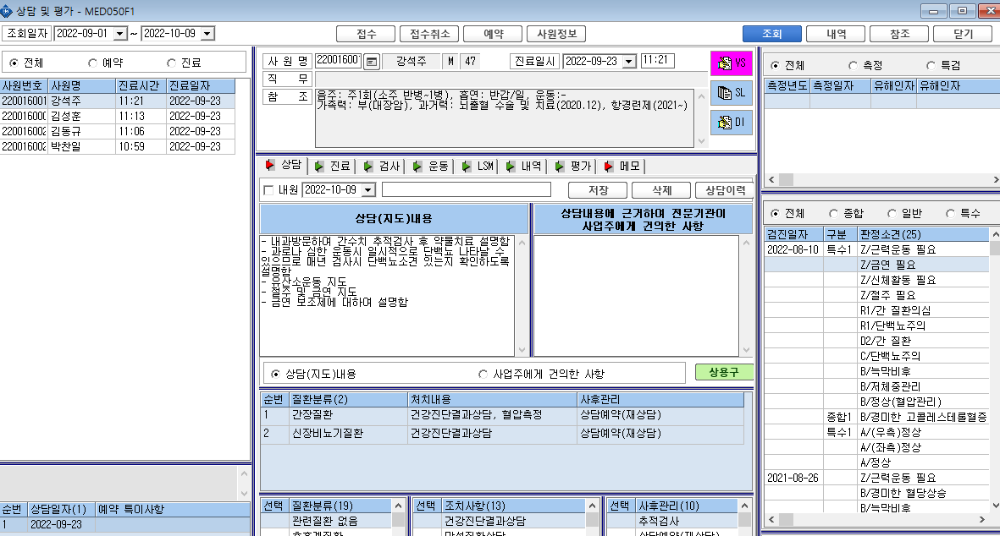 상담 및 평가 - MED050F1
조회일자 2022-09-01 ~ 2022-10-09 접수 접수취소 예약 사원정보 조회 내역 참조 닫기
전체 예약 진료
사원번호 사원명 진료시간 진료일자
220016001 강석주 11:21 2022-09-23
22001600 김성훈 11:13 2022-09-23
220016002 김동규 11:06 2022-09-23
220016002 박찬일 10:59 2022-09-23
순번 상담일자(1) 예약 특이사항
1 2022-09-23
사 원 명 22001600 강석주 M 47 진료일시 2022-09-23 11:21
직 무
참 조 음주: 주1회(소주 반병~1병), 흡연: 반갑/일, 운동:-
가족력: 부(대장암), 과거력: 뇌출혈 수술 및 치료(2020.12), 항경련제(2021~)
VS
SL
DI
상담 진료 검사 운동 LSM 내역 평가 메모
내원 2022-10-09 저장 삭제 상담이력
상담(지도)내용
- 내과방문하여 간수치 추적검사 후 약물치료 설명함
- 과로나 심한 운동시 일시적으로 단백뇨 나타날 수
있으므로 매년 검사시 단백뇨소견 있는지 확인하도록
설명함
- 유산소운동 지도
- 절주 및 금연 지도
- 금연 보조제에 대하여 설명함
상담내용에 근거하여 전문기관이
사업주에게 건의한 사항
상담(지도)내용 사업주에게 건의한 사항 상용구
순번 질환분류(2) 처치내용 사후관리
1 간장질환 건강진단결과상담, 혈압측정 상담예약(재상담)
2 신장비뇨기질환 건강진단결과상담 상담예약(재상담)
선택 질환분류(19)
관련질환 없음
호흡계질환
선택 조치사항(13)
건강진단결과상담
만성질환상담
선택 사후관리(10)
추적검사
상담예약(재상담)
전체 측정 특검
측정년도 측정일자 유해인자 유해인자
전체 종합 일반 특수
검진일자 구분 판정소견(25)
2022-08-10 특수1 Z/근력운동 필요
Z/금연 필요
Z/신체활동 필요
Z/절주 필요
R1/간 질환의심
R1/단백뇨주의
D2/간 질환
C/단백뇨주의
B/늑막비후
B/저체중관리
B/정상(혈압관리)
종합1 B/경미한 고콜레스테롤혈증
특수1 A/(우측)정상
A/(좌측)정상
A/정상
2021-08-26 Z/근력운동 필요
B/경미한 혈당상승
B/늑막비후